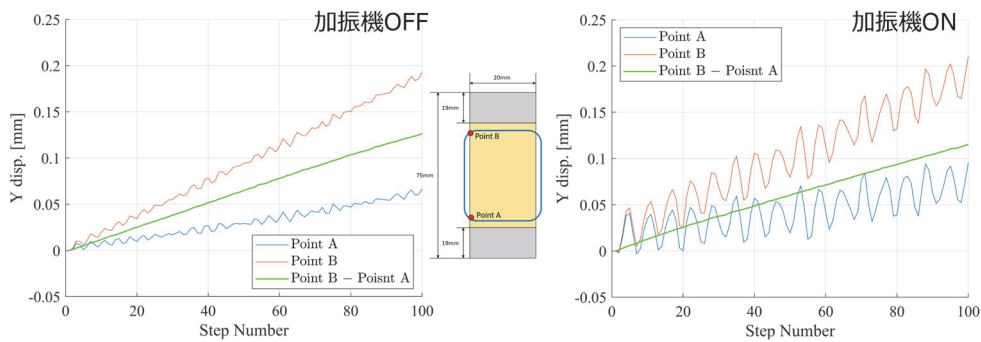 加振機OFF
0.25
0.2
0.15
0.1
0.05
0
-0.05
Y disp. [mm]
0
20
40
60
80
100
Step Number
Point A
Point B
Point B − Poisnt A
20mm
19mm
75mm
19mm
Point B
Point A
加振機ON
0.25
0.2
0.15
0.1
0.05
0
-0.05
Y disp. [mm]
0
20
40
60
80
100
Step Number
Point A
Point B
Point B − Poisnt A